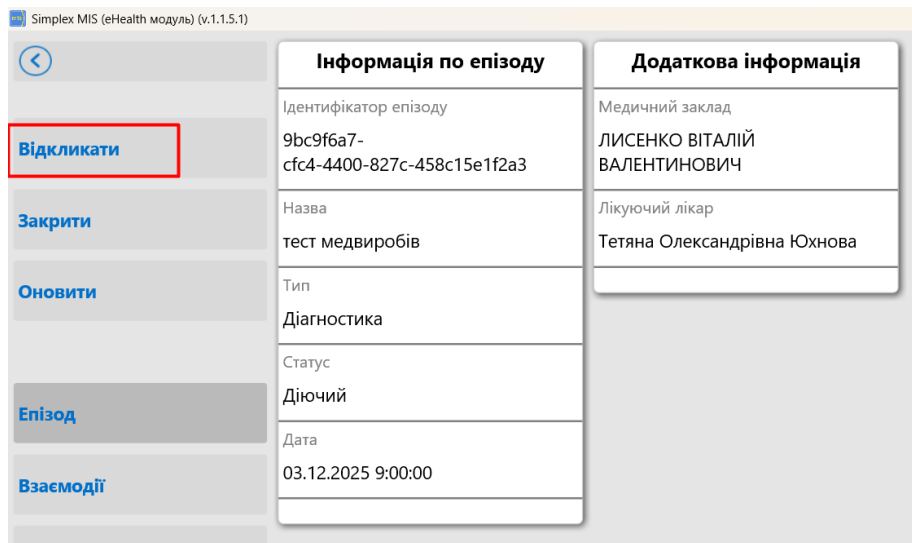 Simplex MIS (eHealth модуль) (v.1.1.5.1)
Відкликати
Закрити
Оновити
Епізод
Взаємодії
Інформація по епізоду
Ідентифікатор епізоду
9bc9f6a7-
cfc4-4400-827c-458c15e1f2a3
Назва
тест медвиробів
Тип
Діагностика
Статус
Діючий
Дата
03.12.2025 9:00:00
Додаткова інформація
Медичний заклад
ЛИСЕНКО ВІТАЛІЙ
ВАЛЕНТИНОВИЧ
Лікуючий лікар
Тетяна Олександрівна Юхнова